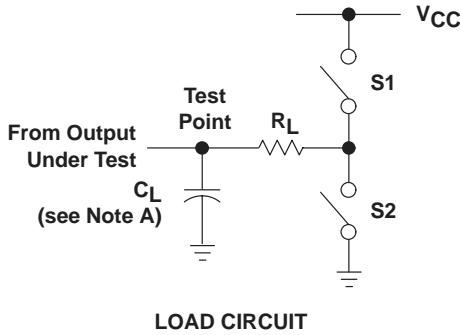 VCC
S1
Test
Point
RL
From Output
Under Test
CL
(see Note A)
S2
LOAD CIRCUIT